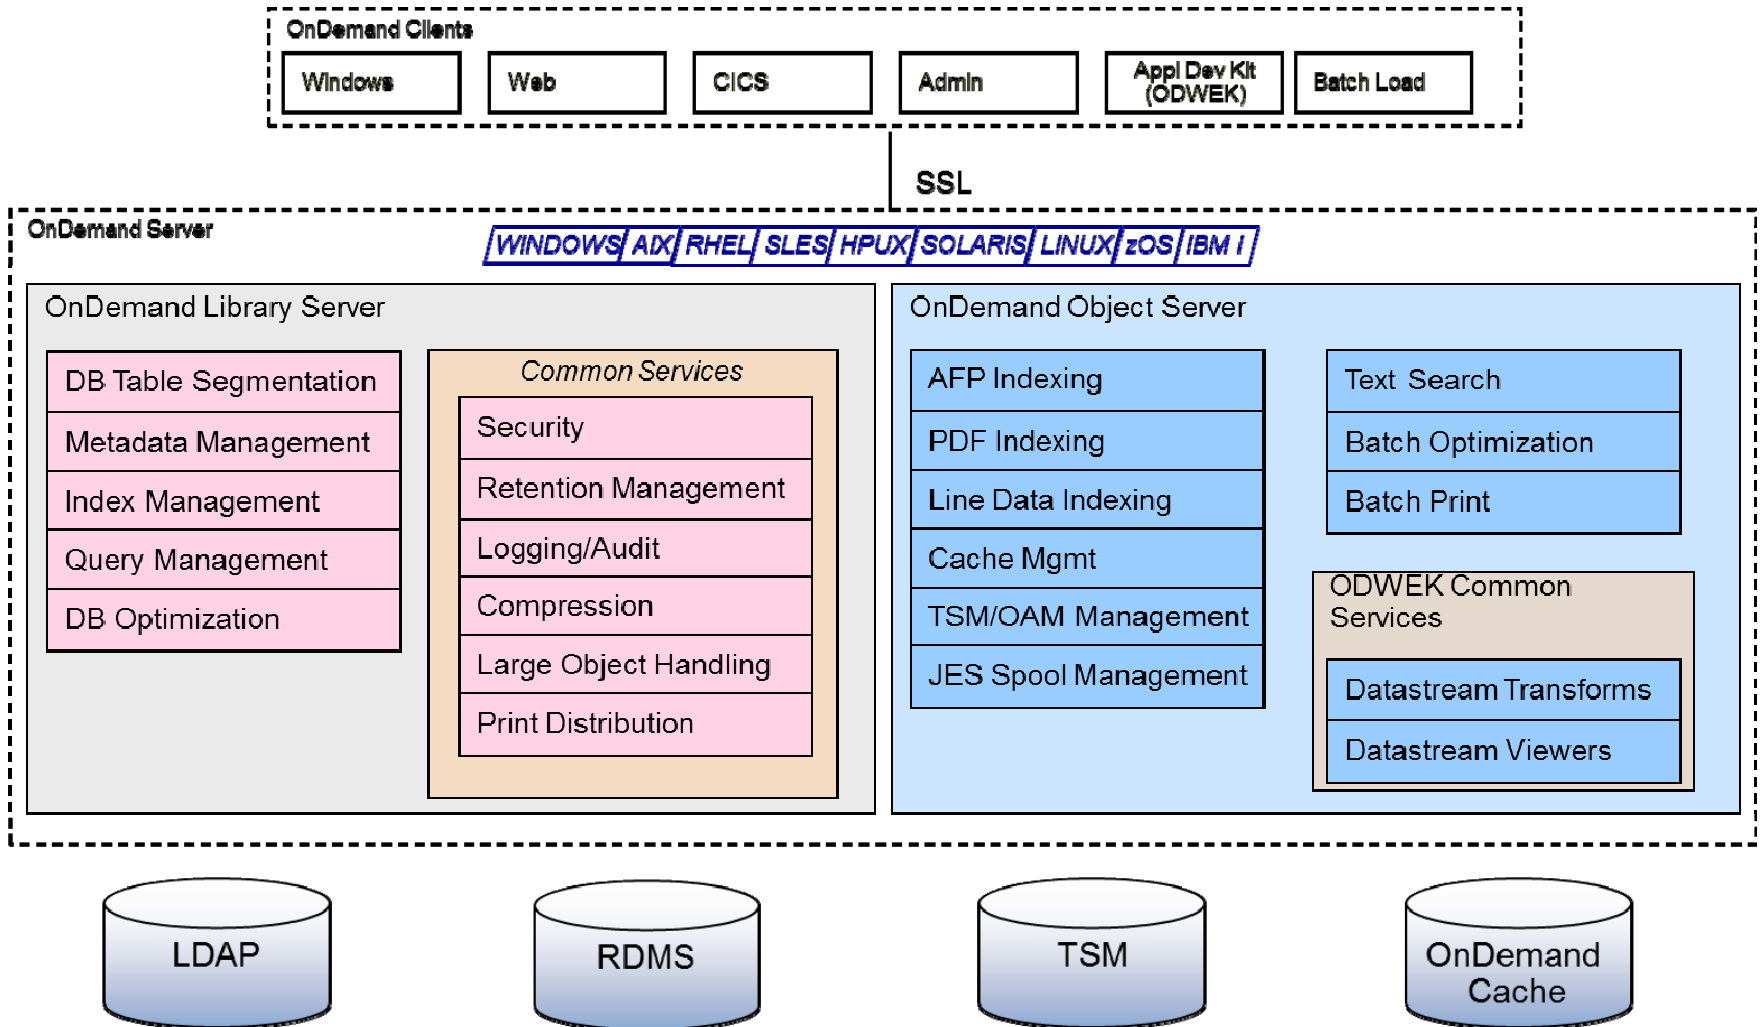 OnDemand Clients
Windows
Web
CICS
Admin
Appl Dev Kit
(ODWEK)
Batch Load
SSL
OnDemand Server
WINDOWS AIX RHEL SLES HPUX SOLARIS LINUX zOS IBM i
OnDemand Library Server
DB Table Segmentation
Metadata Management
Index Management
Query Management
DB Optimization
Common Services
Security
Retention Management
Logging/Audit
Compression
Large Object Handling
Print Distribution
OnDemand Object Server
AFP Indexing
PDF Indexing
Line Data Indexing
Cache Mgmt
TSM/OAM Management
JES Spool Management
Text Search
Batch Optimization
Batch Print
ODWEK Common
Services
Datastream Transforms
Datastream Viewers
LDAP
RDMS
TSM
OnDemand
Cache